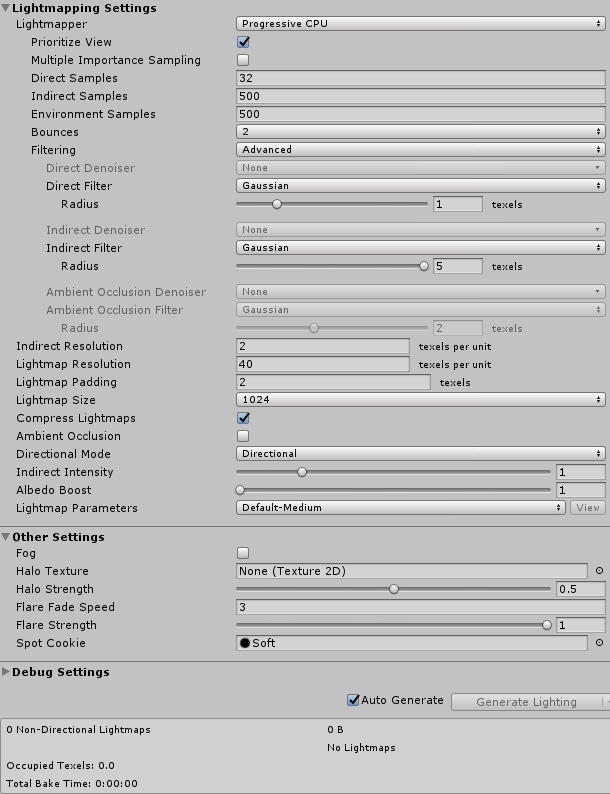 Lightmapping Settings
Lightmapper Progressive CPU
Prioritize View
Multiple Importance Sampling
Direct Samples 32
Indirect Samples 500
Environment Samples 500
Bounces 2
Filtering Advanced
Direct Denoiser None
Direct Filter Gaussian
Radius 1 texels
Indirect Denoiser None
Indirect Filter Gaussian
Radius 5 texels
Ambient Occlusion Denoiser None
Ambient Occlusion Filter Gaussian
Radius 2 texels
Indirect Resolution 2 texels per unit
Lightmap Resolution 40 texels per unit
Lightmap Padding 2 texels
Lightmap Size 1024
Compress Lightmaps
Ambient Occlusion
Directional Mode Directional
Indirect Intensity 1
Albedo Boost 1
Lightmap Parameters Default-Medium View
Other Settings
Fog
Halo Texture None (Texture 2D)
Halo Strength 0.5
Flare Fade Speed 3
Flare Strength 1
Spot Cookie Soft
Debug Settings
Auto Generate Generate Lighting
0 Non-Directional Lightmaps 0 B
No Lightmaps
Occupied Texels: 0.0
Total Bake Time: 0:00:00